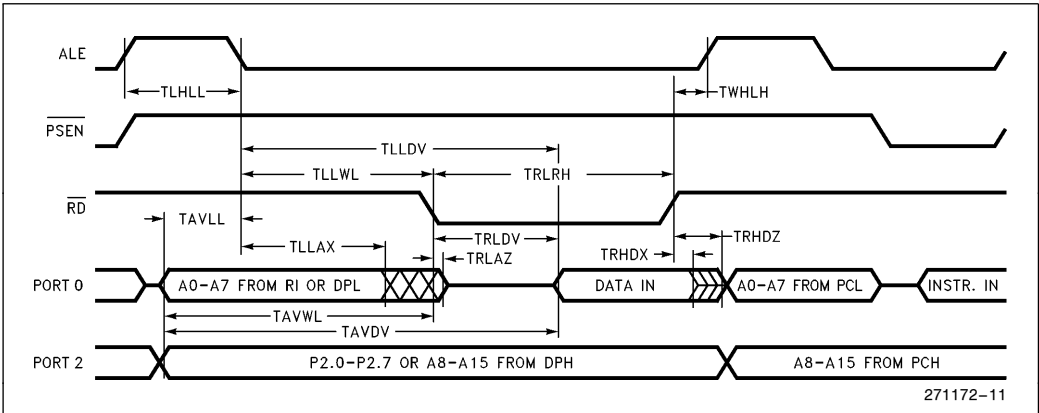 ALE
TLHLL
TWHLH
PSEN
TLLDV
TLLWL
TRLRH
RD
TAVLL
TRLDV
TRHDZ
TLLAX
TRLAZ
TRHDX
PORT 0
A0-A7 FROM RI OR DPL
DATA IN
A0-A7 FROM PCL
INSTR. IN
TAVWL
TAVDV
PORT 2
P2.0-P2.7 OR A8-A15 FROM DPH
A8-A15 FROM PCH
271172-11